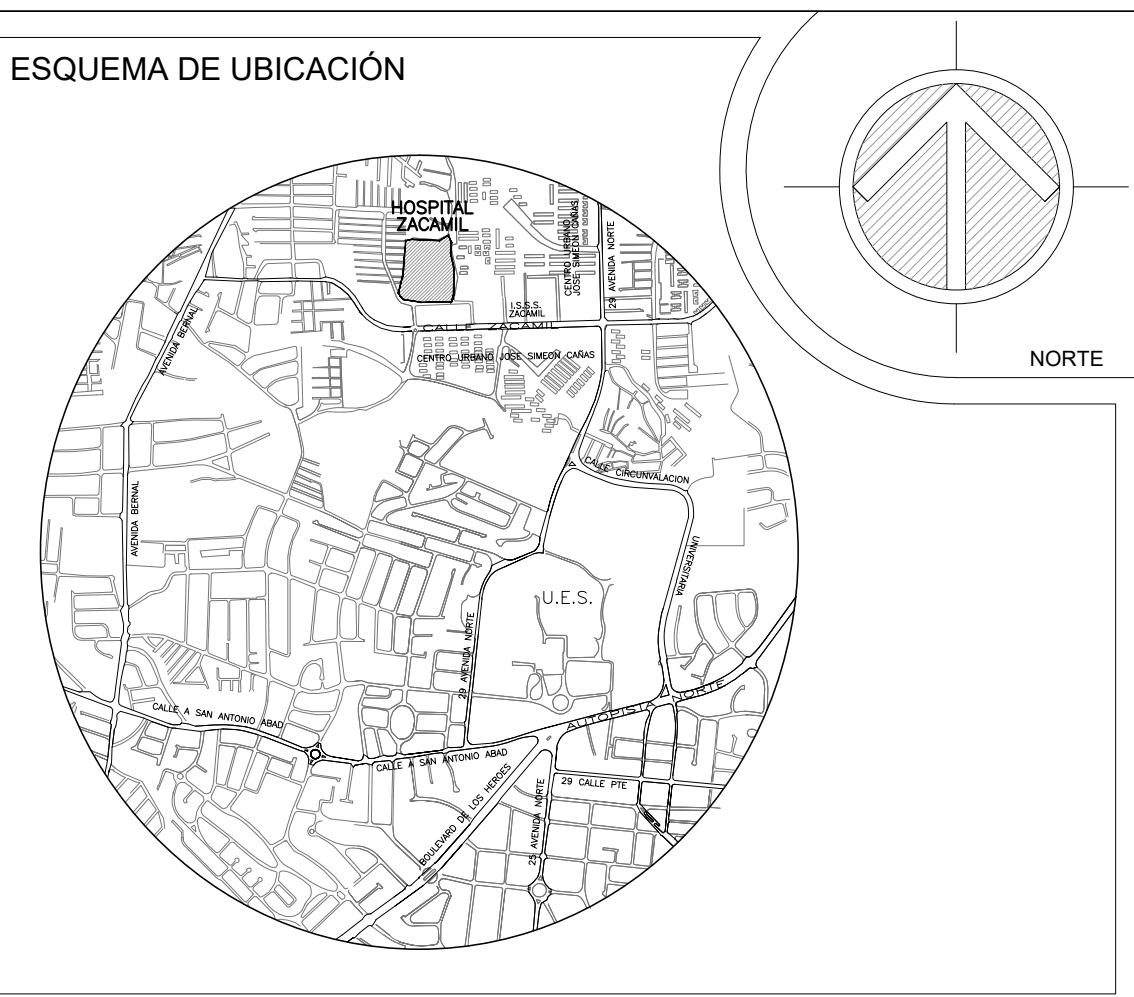 ESQUEMA DE UBICACIÓN
NORTE
HOSPITAL
ZACAMIL
CENTRO URBANO
JOSE SIMEON CAÑAS
29 AVENIDA NORTE
I.S.S.S.
ZACAMIL
CALLE ZACAMIL
CENTRO URBANO JOSE SIMEON CAÑAS
AVENIDA BERNAL
CALLE CIRCUNVALACION
AVENIDA BERNAL
UNIVERSITARIA
U.E.S.
29 AVENIDA NORTE
AUTOPISTA NORTE
CALLE A SAN ANTONIO ABAD
CALLE A SAN ANTONIO ABAD
29 CALLE PTE
BOULEVARD DE LOS HEROES
25 AVENIDA NORTE